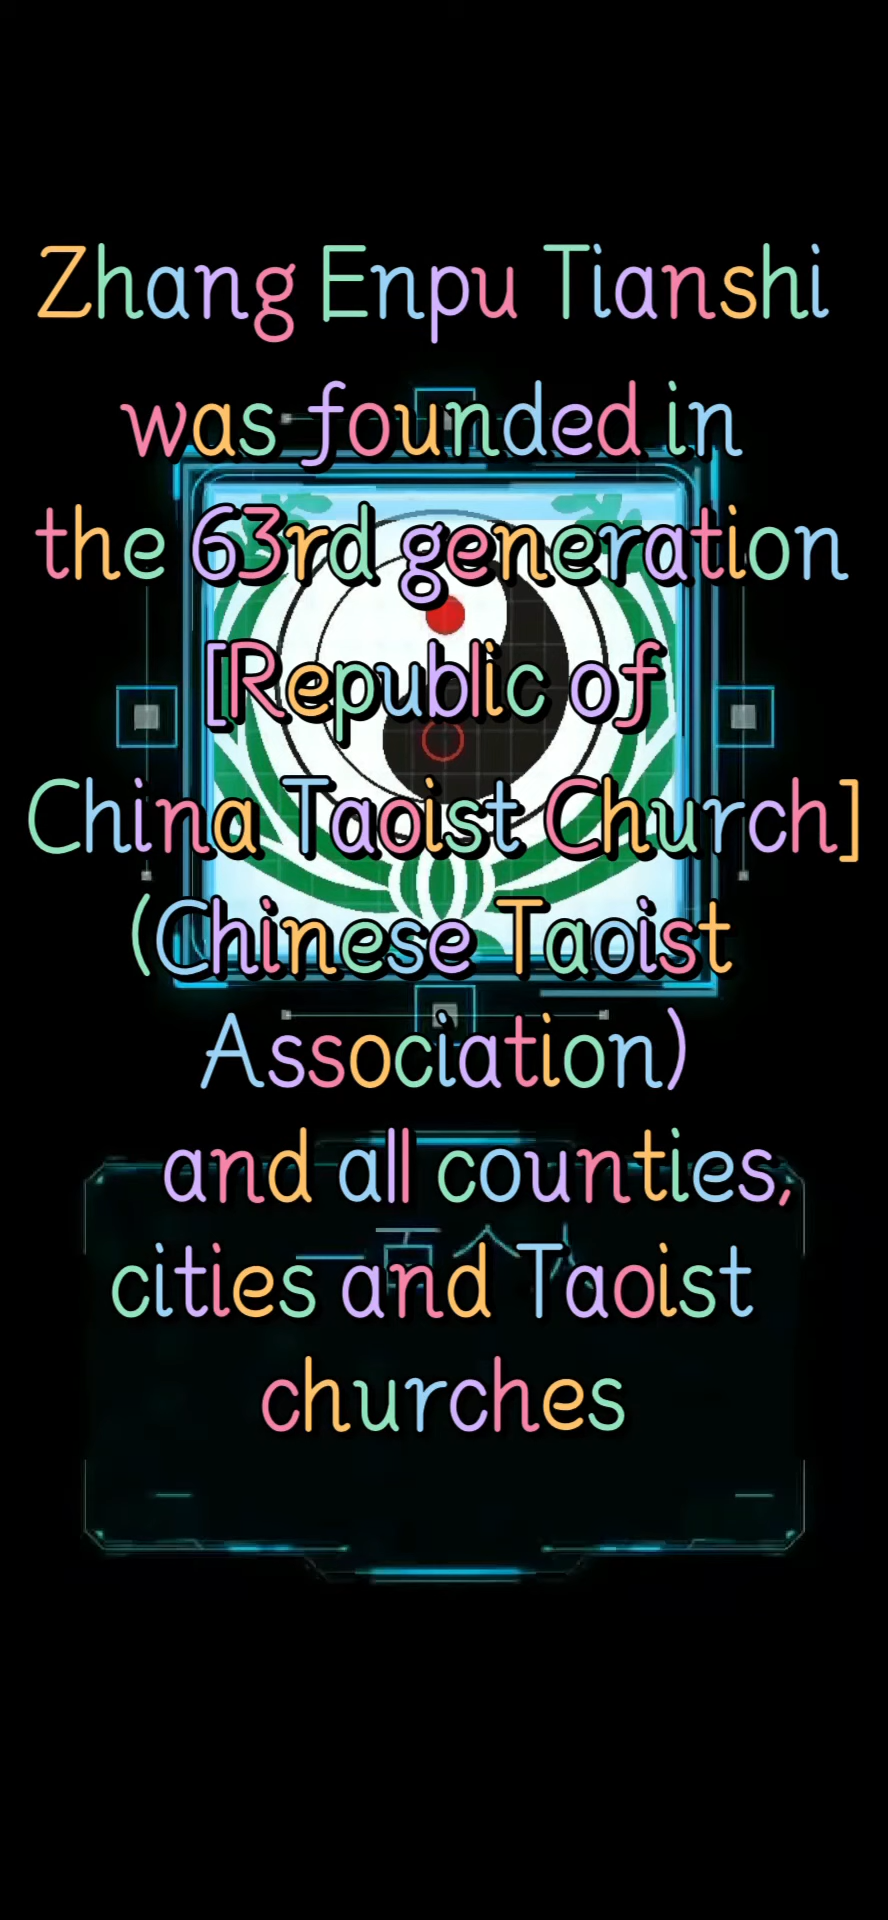 Zhang Enpu Tianshi
was founded in
the 63rd generation
[Republic of
China Taoist Church]
(Chinese Taoist
Association)
and all counties,
cities and Taoist
churches